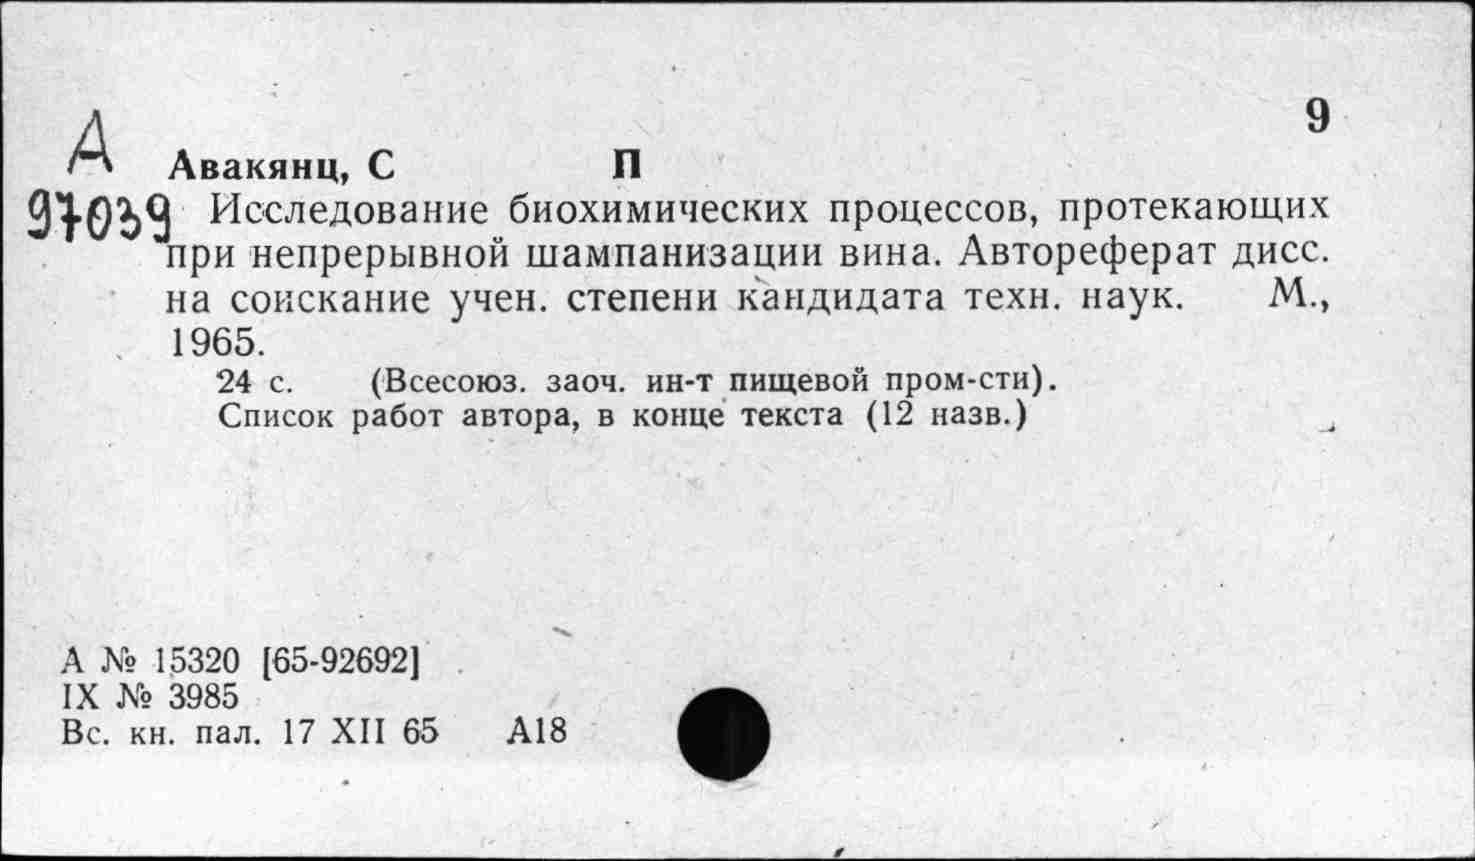 9
А
Авакянц, С П
97039
Исследование биохимических процессов, протекающих
при непрерывной шампанизации вина. Автореферат дисс.
на соискание учен. степени кандидата техн. наук. М.,
1965.
24 с. (Всесоюз. заоч. ин-т пищевой пром-сти).
Список работ автора, в конце текста (12 назв.)
А № 15320 [65-92692]
IX № 3985
Вс. кн. пал. 17 XII 65 А18